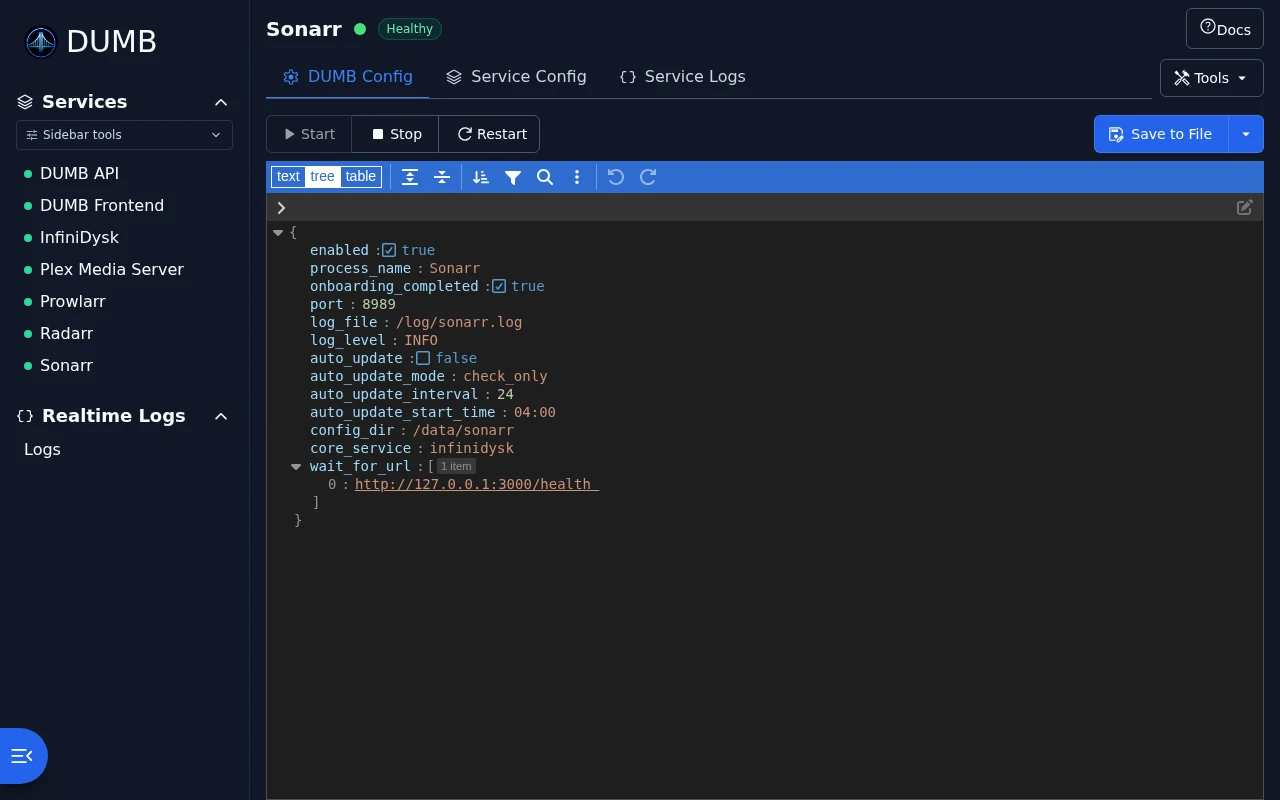 DUMB
Services
Sidebar tools
DUMB API
DUMB Frontend
InfiniDysk
Plex Media Server
Prowlarr
Radarr
Sonarr
Realtime Logs
Logs
Sonarr Healthy
Docs
DUMB Config Service Config Service Logs
Tools
Start Stop Restart
Save to File
text tree table
{
enabled : true
process_name : Sonarr
onboarding_completed : true
port : 8989
log_file : /log/sonarr.log
log_level : INFO
auto_update : false
auto_update_mode : check_only
auto_update_interval : 24
auto_update_start_time : 04:00
config_dir : /data/sonarr
core_service : infinidysk
wait_for_url : [ 1 item
0 : http://127.0.0.1:3000/health
]
}